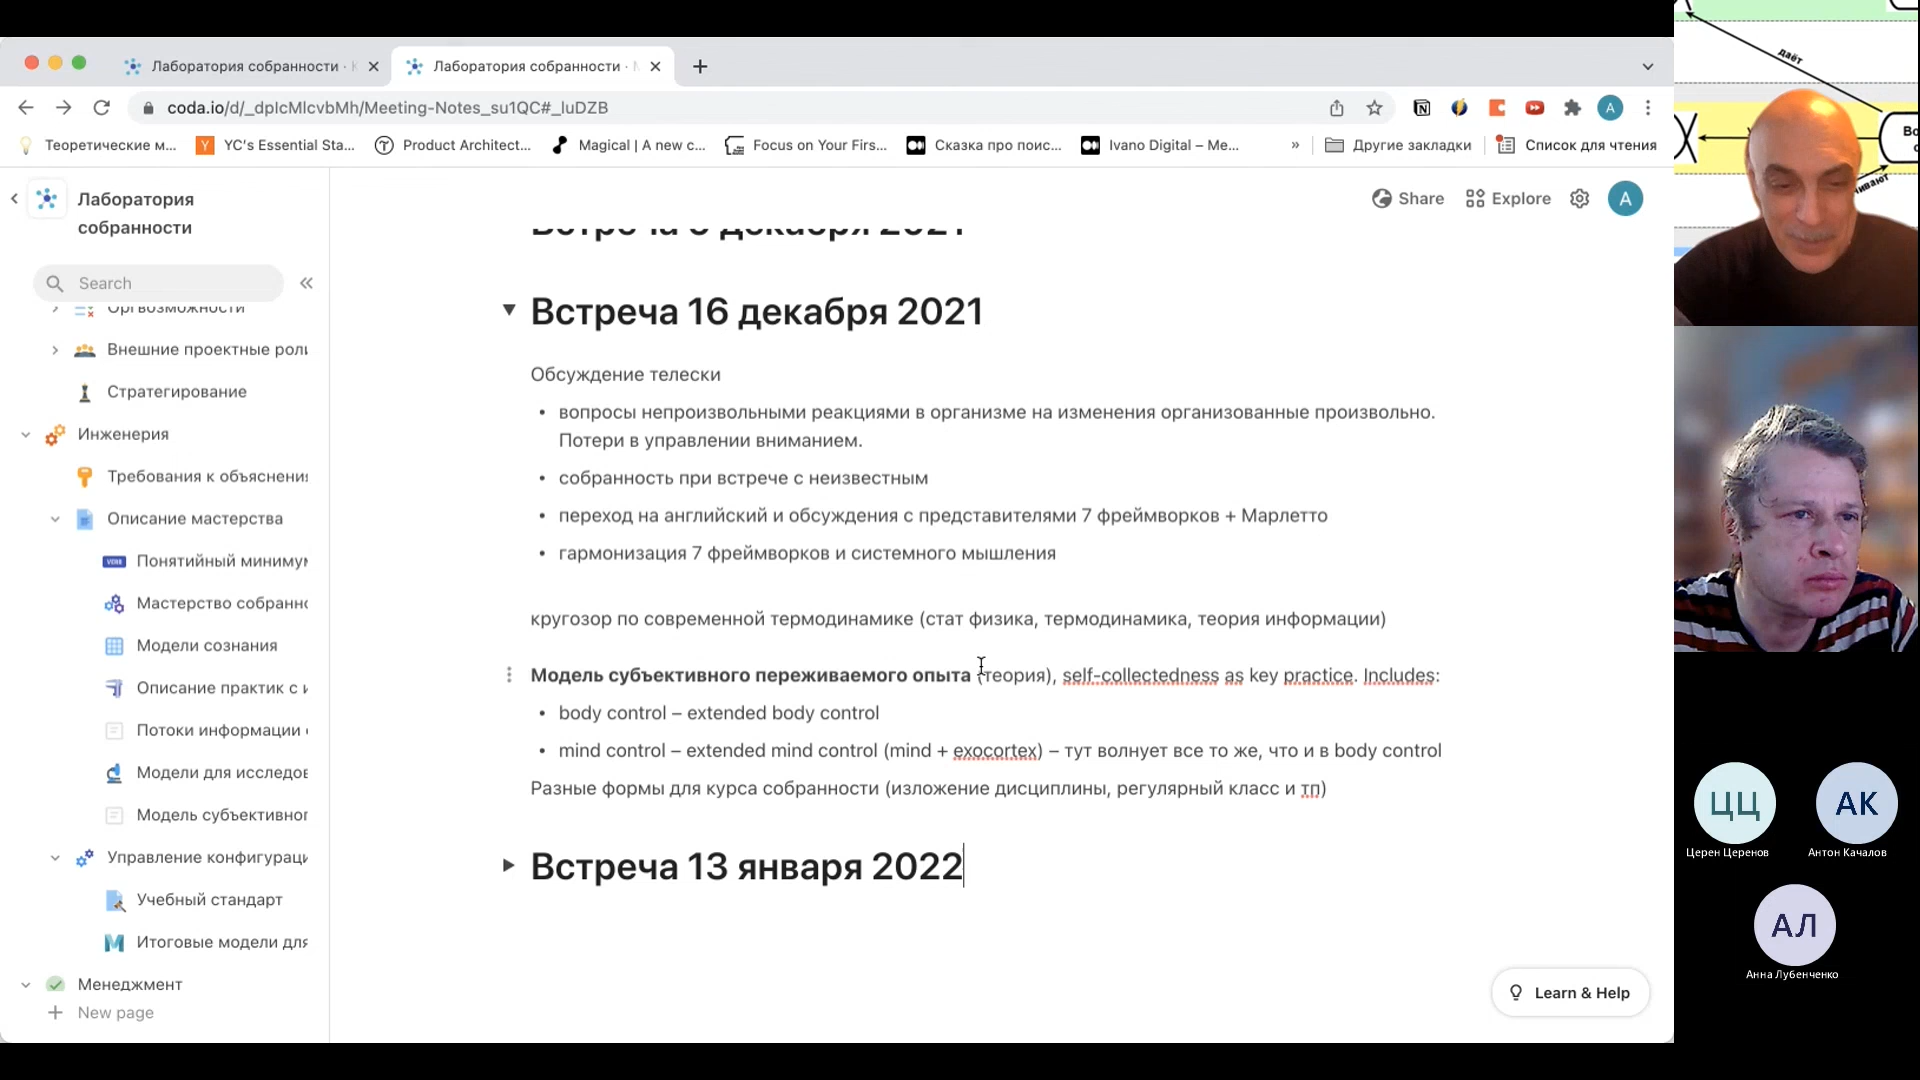 Лаборатория собранности ·
Лаборатория собранности ·
coda.io/d/_dpIcMlcvbMh/Meeting-Notes_su1QC#_luDZB
A
Теоретические м...
YC's Essential Sta...
Product Architect...
Magical | A new c...
Focus on Your Firs...
Сказка про поис...
Ivano Digital – Me...
»
Другие закладки
Список для чтения
Лаборатория
собранности
Share
Explore
A
Search
Оргвозможности
Внешние проектные рол
Стратегирование
Инженерия
Требования к объяснени
Описание мастерства
VERB
Понятийный миниму
Мастерство собранн
Модели сознания
Описание практик с и
Потоки информации
Модели для исследов
Модель субъективног
Управление конфигураци
Учебный стандарт
Итоговые модели для
Менеджмент
New page
Встреча 16 декабря 2021
Обсуждение телески
• вопросы непроизвольными реакциями в организме на изменения организованные произвольно.
Потери в управлении вниманием.
• собранность при встрече с неизвестным
• переход на английский и обсуждения с представителями 7 фреймворков + Марлетто
• гармонизация 7 фреймворков и системного мышления
кругозор по современной термодинамике (стат физика, термодинамика, теория информации)
Модель субъективного переживаемого опыта (теория), self-collectedness as key practice. Includes:
• body control – extended body control
• mind control – extended mind control (mind + exocortex) – тут волнует все то же, что и в body control
Разные формы для курса собранности (изложение дисциплины, регулярный класс и тп)
Встреча 13 января 2022
Learn & Help
даёт
ЦЦ
Церен Церенов
АК
Антон Качалов
АЛ
Анна Лубенченко